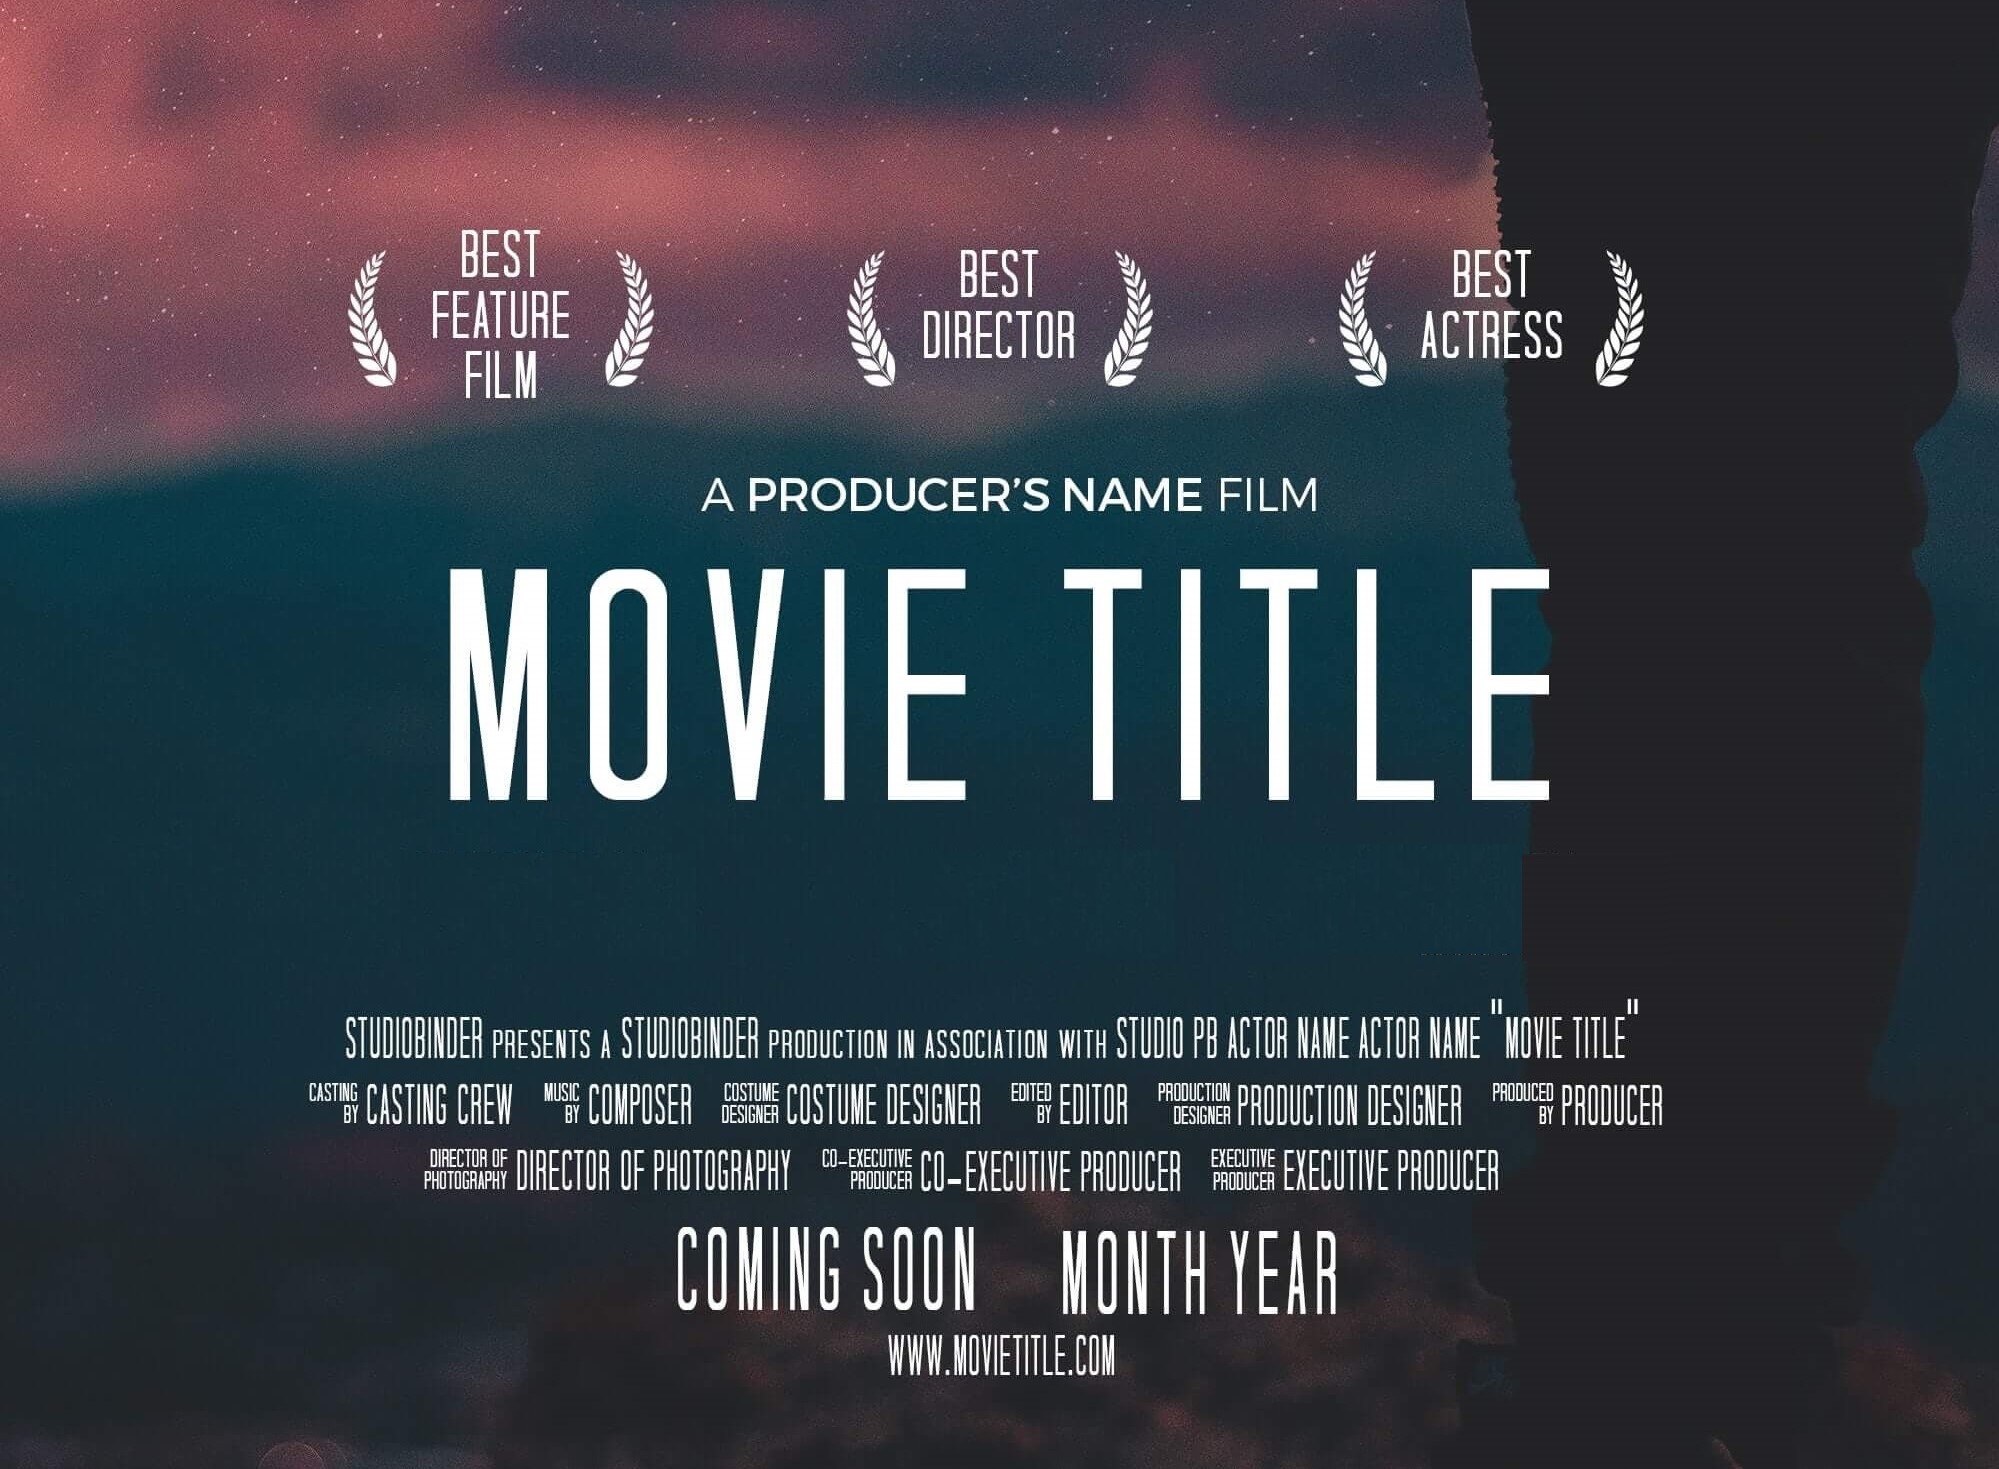 BEST
FEATURE
FILM
BEST
DIRECTOR
BEST
ACTRESS
A PRODUCER’S NAME FILM
MOVIE TITLE
STUDIOBINDER PRESENTS A STUDIOBINDER PRODUCTION IN ASSOCIATION WITH STUDIO PB ACTOR NAME ACTOR NAME "MOVIE TITLE"
CASTING BY CASTING CREW MUSIC BY COMPOSER COSTUME DESIGNER COSTUME DESIGNER EDITED BY EDITOR PRODUCTION DESIGNER PRODUCTION DESIGNER PRODUCED BY PRODUCER
DIRECTOR OF PHOTOGRAPHY DIRECTOR OF PHOTOGRAPHY CO-EXECUTIVE PRODUCER CO-EXECUTIVE PRODUCER EXECUTIVE PRODUCER EXECUTIVE PRODUCER
COMING SOON MONTH YEAR
WWW.MOVIETITLE.COM